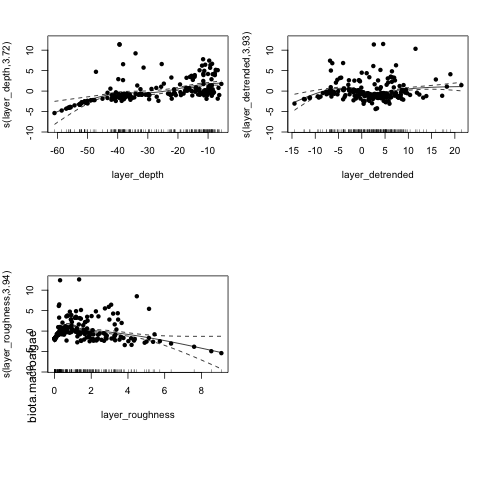 s(layer_depth,3.72)
10
5
0
-5
-10
-60 -50 -40 -30 -20 -10
layer_depth
s(layer_detrended,3.93)
10
5
0
-5
-10
-15 -10 -5 0 5 10 15 20
layer_detrended
s(layer_roughness,3.94)
10
5
0
-5
-10
0 2 4 6 8
layer_roughness